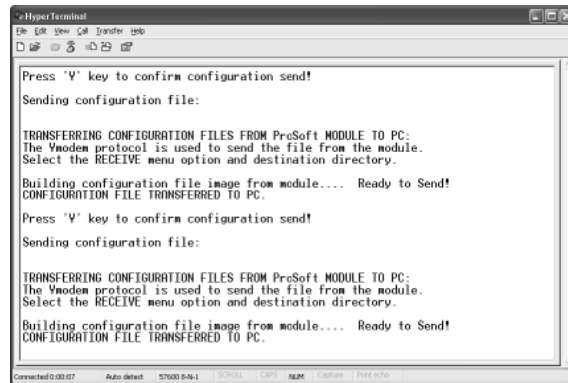 HyperTerminal
File Edit View Call Transfer Help
Press 'Y' key to confirm configuration send!
Sending configuration file:
TRANSFERRING CONFIGURATION FILES FROM ProSoft MODULE TO PC:
The Ymodem protocol is used to send the file from the module.
Select the RECEIVE menu option and destination directory.
Building configuration file image from module.... Ready to Send!
CONFIGURATION FILE TRANSFERRED TO PC.
Press 'Y' key to confirm configuration send!
Sending configuration file:
TRANSFERRING CONFIGURATION FILES FROM ProSoft MODULE TO PC:
The Ymodem protocol is used to send the file from the module.
Select the RECEIVE menu option and destination directory.
Building configuration file image from module.... Ready to Send!
CONFIGURATION FILE TRANSFERRED TO PC.
Connected 0:00:07 Auto detect 57600 8-N-1 SCROLL CAPS NUM Capture Print echo